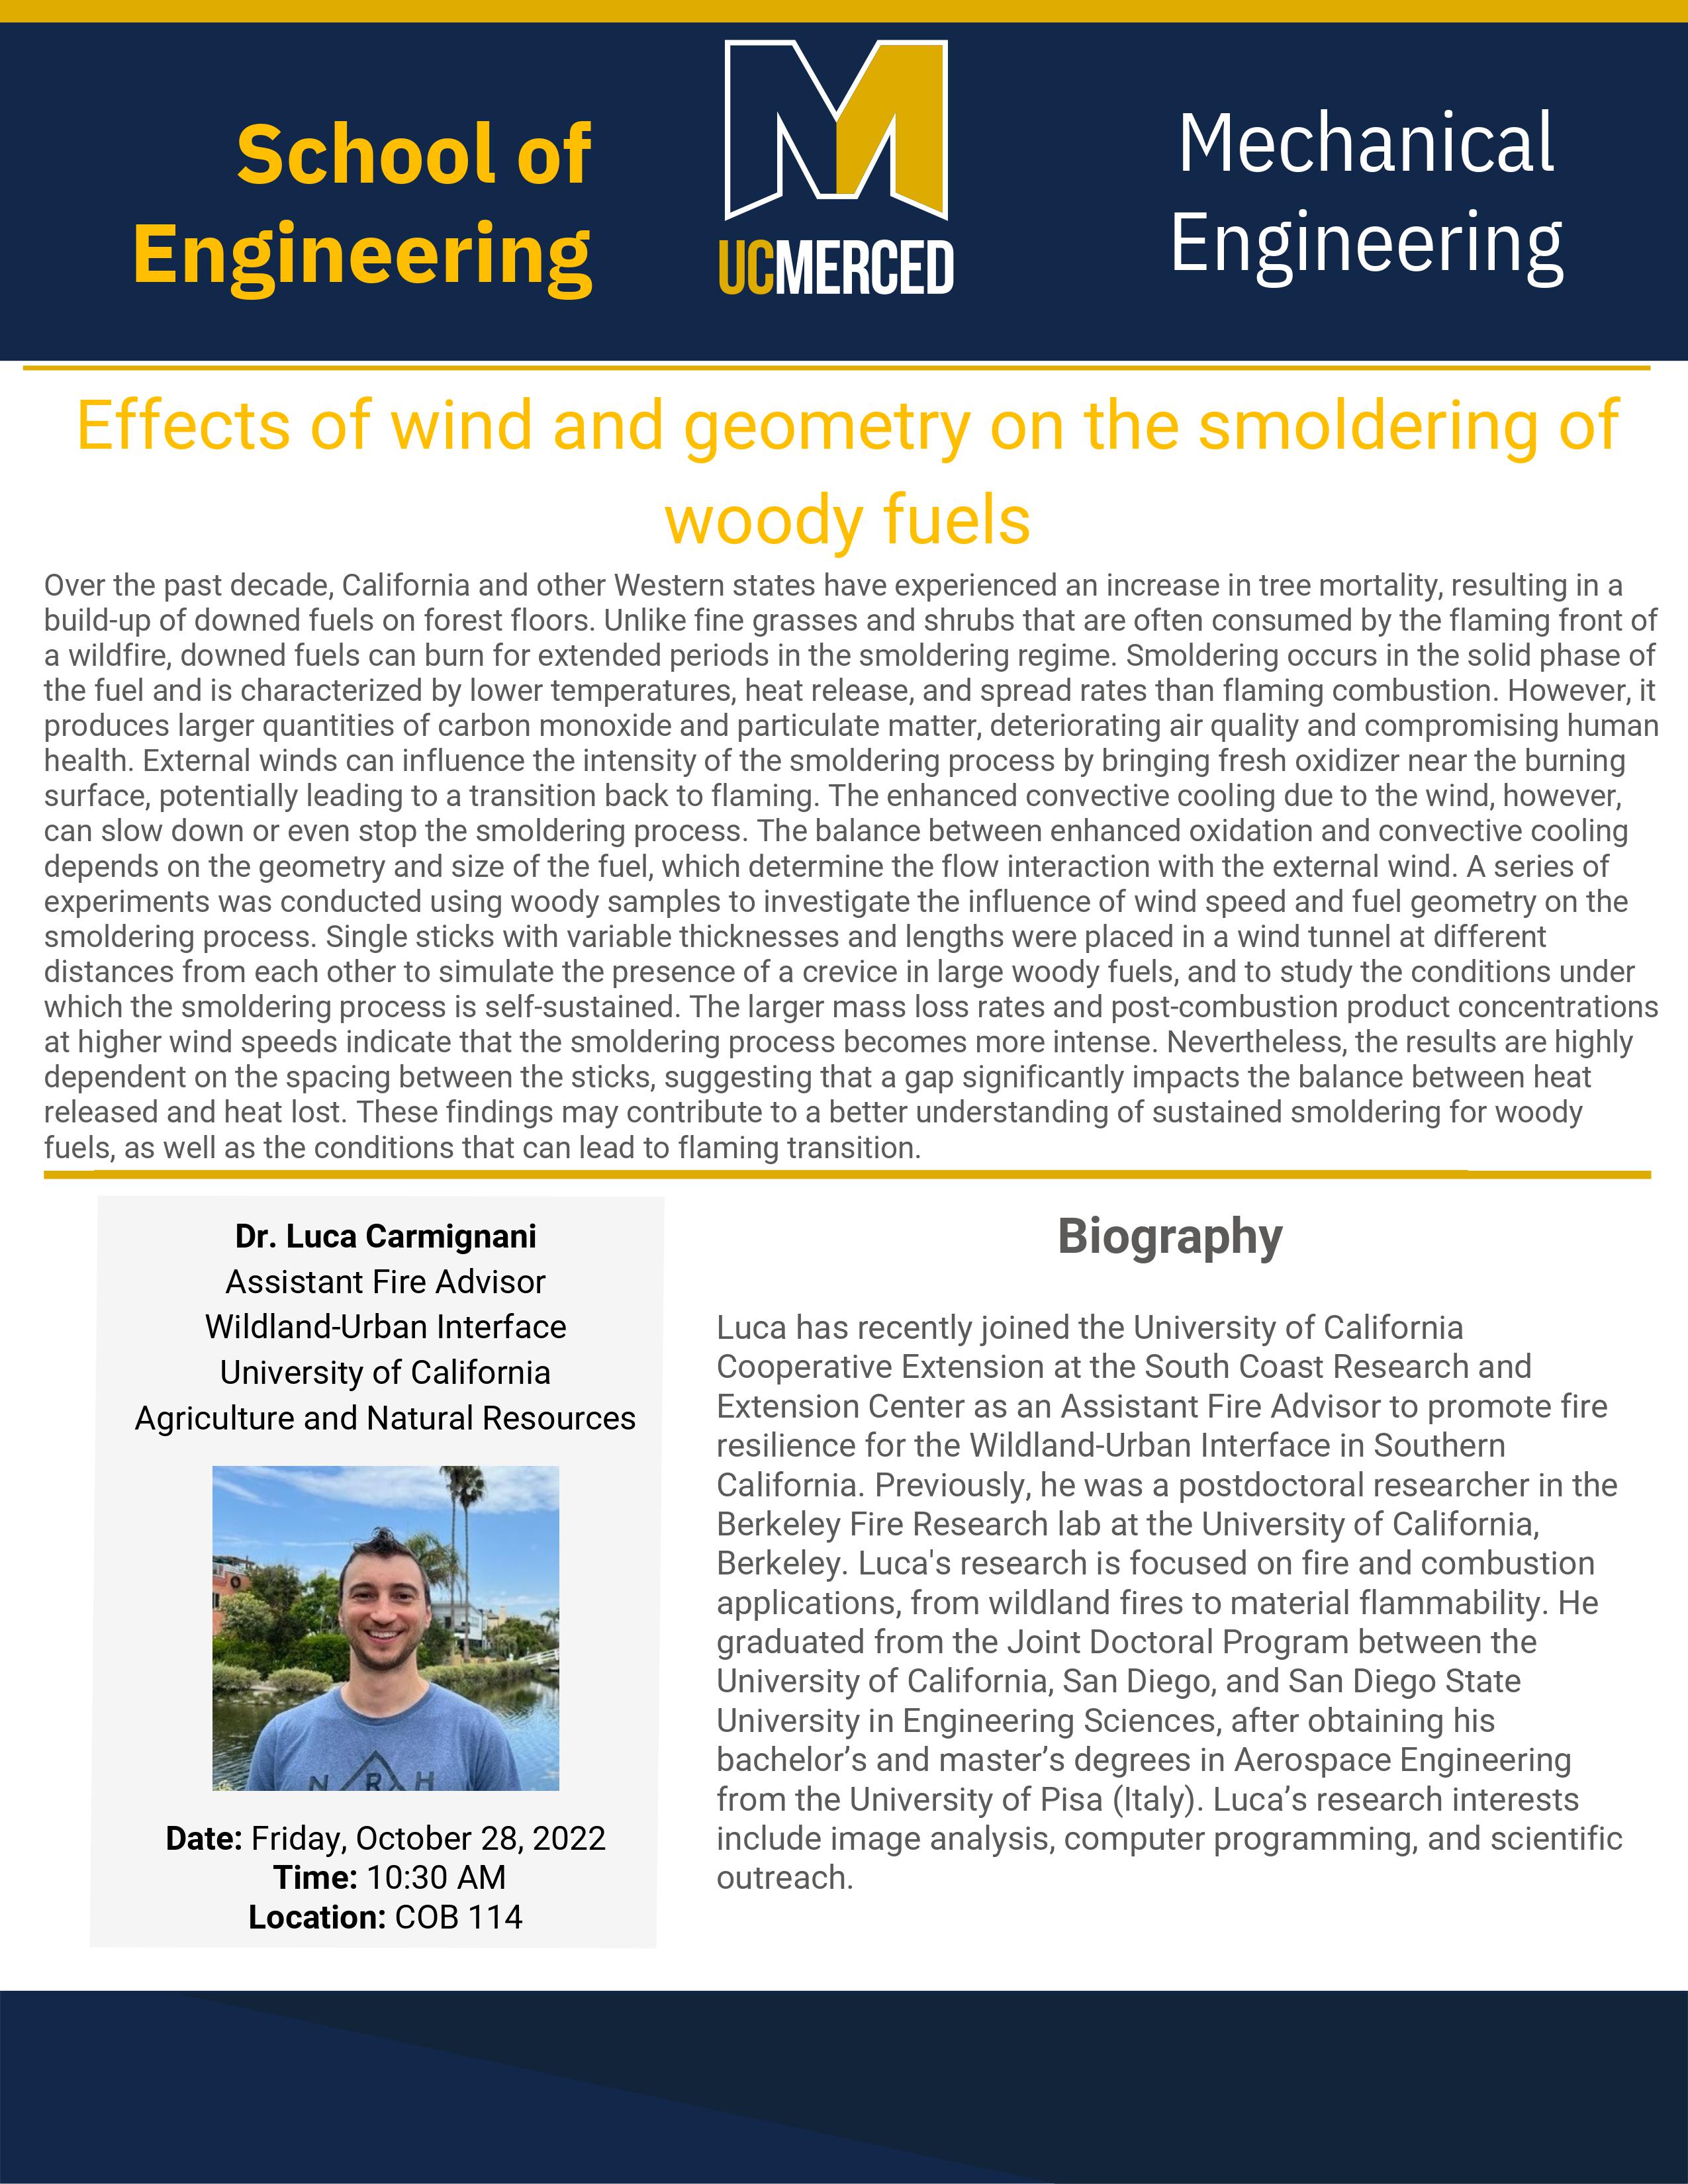 School of
Engineering
UCMERCED
Mechanical
Engineering
Effects of wind and geometry on the smoldering of
woody fuels
Over the past decade, California and other Western states have experienced an increase in tree mortality, resulting in a
build-up of downed fuels on forest floors. Unlike fine grasses and shrubs that are often consumed by the flaming front of
a wildfire, downed fuels can burn for extended periods in the smoldering regime. Smoldering occurs in the solid phase of
the fuel and is characterized by lower temperatures, heat release, and spread rates than flaming combustion. However, it
produces larger quantities of carbon monoxide and particulate matter, deteriorating air quality and compromising human
health. External winds can influence the intensity of the smoldering process by bringing fresh oxidizer near the burning
surface, potentially leading to a transition back to flaming. The enhanced convective cooling due to the wind, however,
can slow down or even stop the smoldering process. The balance between enhanced oxidation and convective cooling
depends on the geometry and size of the fuel, which determine the flow interaction with the external wind. A series of
experiments was conducted using woody samples to investigate the influence of wind speed and fuel geometry on the
smoldering process. Single sticks with variable thicknesses and lengths were placed in a wind tunnel at different
distances from each other to simulate the presence of a crevice in large woody fuels, and to study the conditions under
which the smoldering process is self-sustained. The larger mass loss rates and post-combustion product concentrations
at higher wind speeds indicate that the smoldering process becomes more intense. Nevertheless, the results are highly
dependent on the spacing between the sticks, suggesting that a gap significantly impacts the balance between heat
released and heat lost. These findings may contribute to a better understanding of sustained smoldering for woody
fuels, as well as the conditions that can lead to flaming transition.
Dr. Luca Carmignani
Assistant Fire Advisor
Wildland-Urban Interface
University of California
Agriculture and Natural Resources
N R H
Date: Friday, October 28, 2022
Time: 10:30 AM
Location: COB 114
Biography
Luca has recently joined the University of California
Cooperative Extension at the South Coast Research and
Extension Center as an Assistant Fire Advisor to promote fire
resilience for the Wildland-Urban Interface in Southern
California. Previously, he was a postdoctoral researcher in the
Berkeley Fire Research lab at the University of California,
Berkeley. Luca's research is focused on fire and combustion
applications, from wildland fires to material flammability. He
graduated from the Joint Doctoral Program between the
University of California, San Diego, and San Diego State
University in Engineering Sciences, after obtaining his
bachelor’s and master’s degrees in Aerospace Engineering
from the University of Pisa (Italy). Luca’s research interests
include image analysis, computer programming, and scientific
outreach.